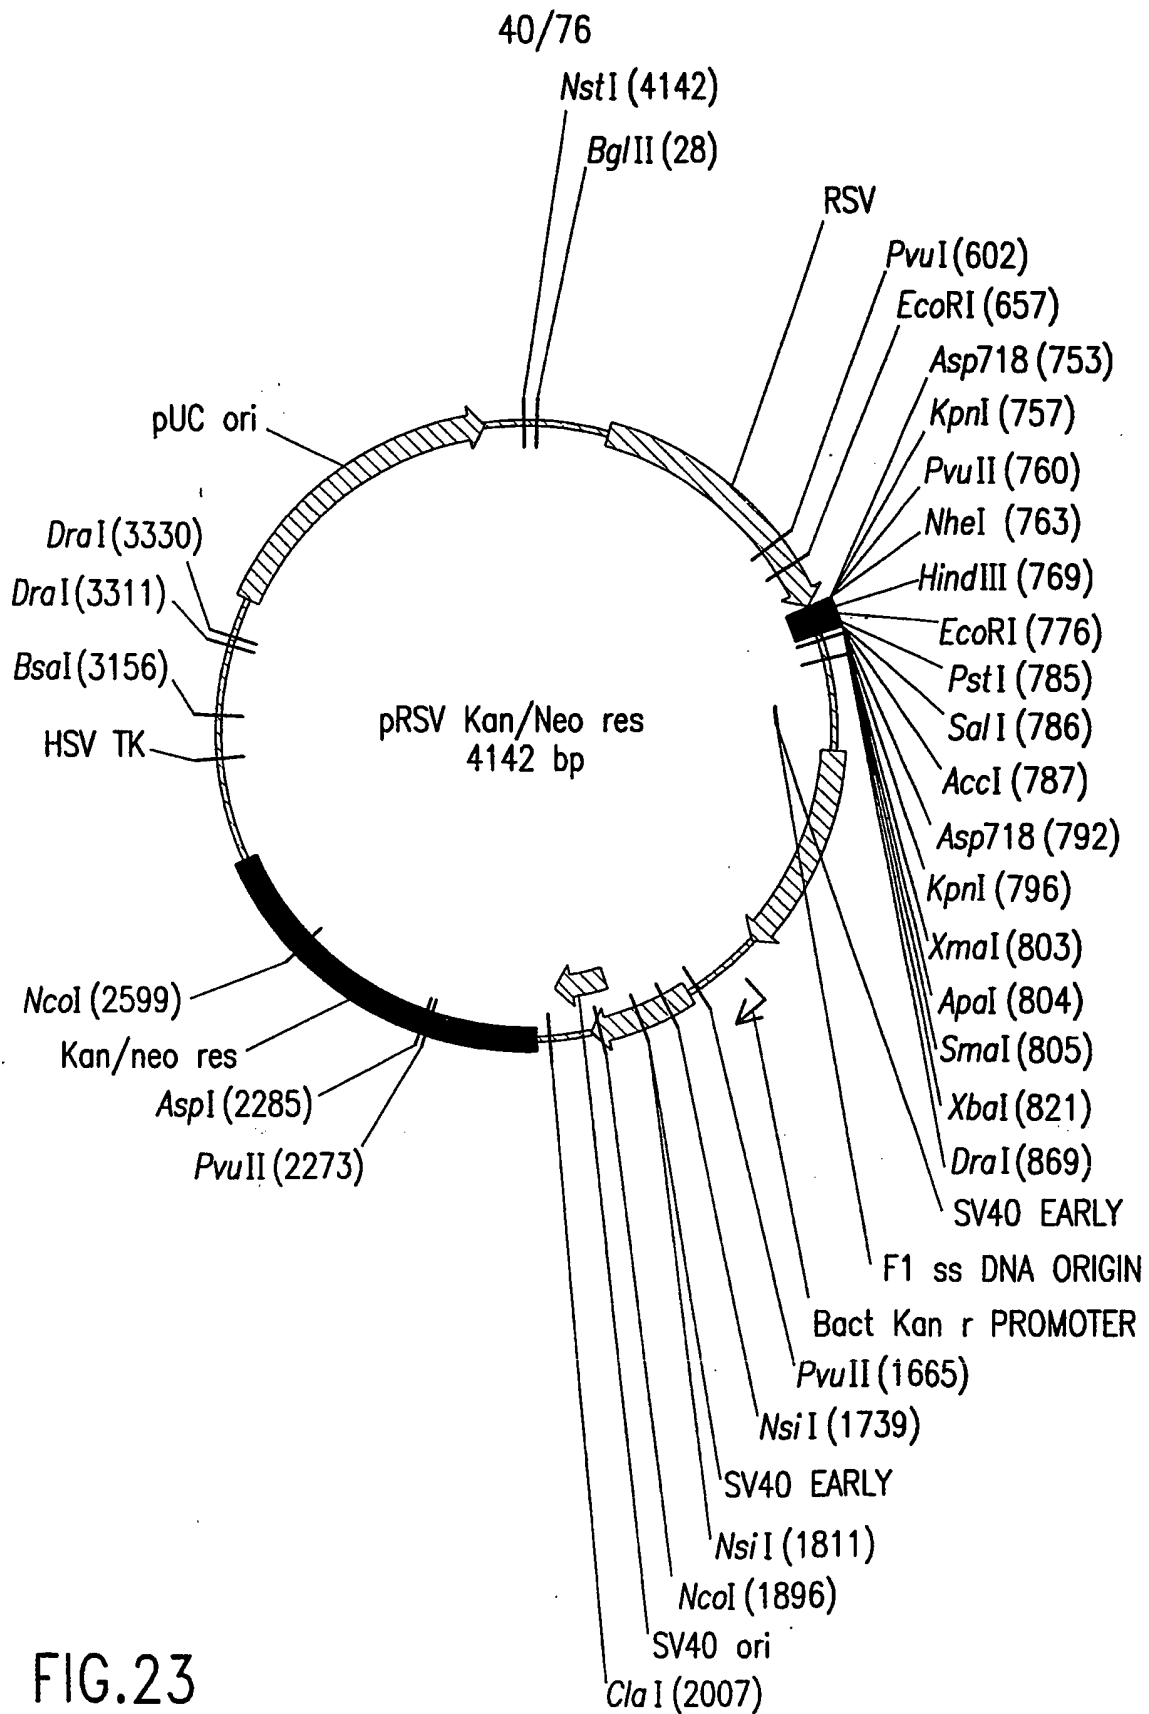 40/76
NstI (4142)
BglII (28)
RSV
PvuI (602)
EcoRI (657)
Asp718 (753)
KpnI (757)
PvuII (760)
NheI (763)
HindIII (769)
EcoRI (776)
PstI (785)
SalI (786)
AccI (787)
Asp718 (792)
KpnI (796)
XmaI (803)
ApaI (804)
SmaI (805)
XbaI (821)
DraI (869)
SV40 EARLY
F1 ss DNA ORIGIN
Bact Kan r PROMOTER
PvuII (1665)
NsiI (1739)
SV40 EARLY
NsiI (1811)
NcoI (1896)
SV40 ori
ClaI (2007)
PvuII (2273)
AspI (2285)
Kan/neo res
NcoI (2599)
HSV TK
BsaI (3156)
DraI (3311)
DraI (3330)
pUC ori
pRSV Kan/Neo res
4142 bp
FIG.23